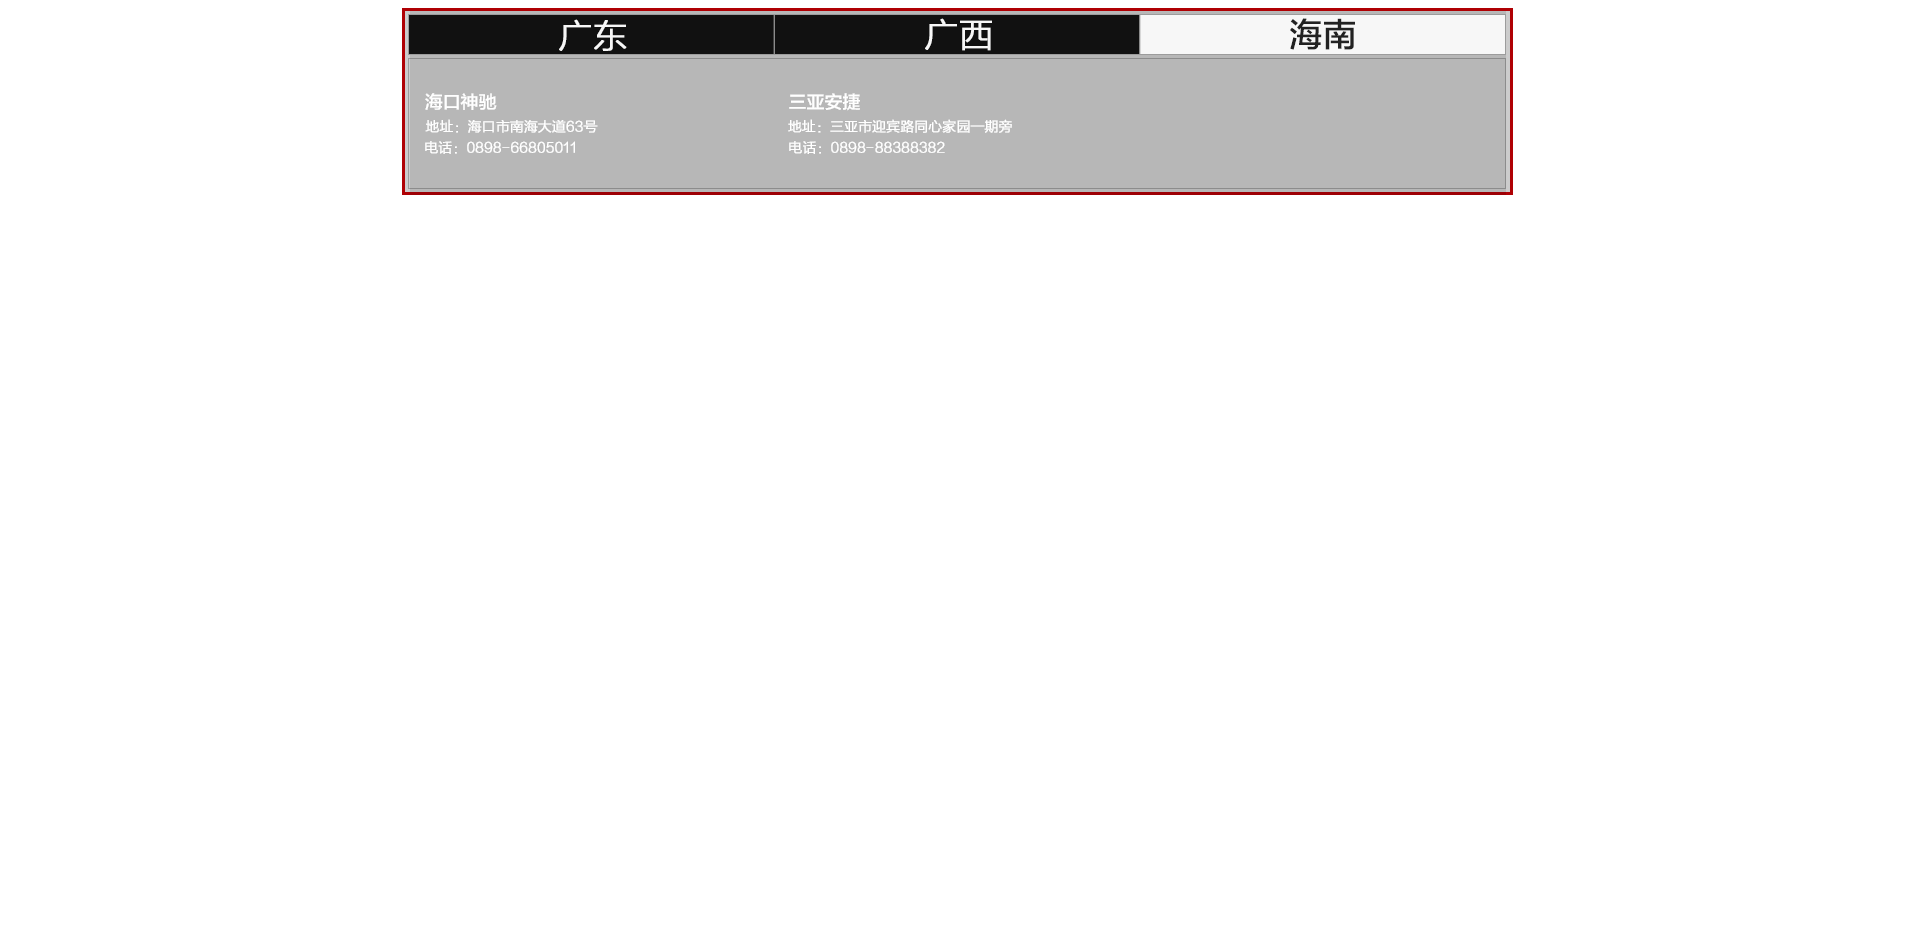 广东 广西 海南
海口神驰
地址：海口市南海大道63号
电话：0898-66805011
三亚安捷
地址：三亚市迎宾路同心家园一期旁
电话：0898-88388382